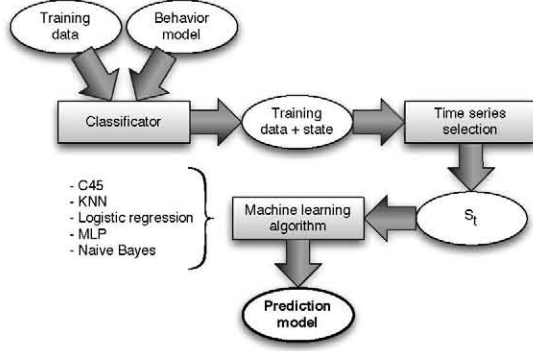 Training
data
Behavior
model
Classificator
Training
data + state
Time series
selection
- C45
- KNN
- Logistic regression
- MLP
- Naive Bayes
Machine learning
algorithm
St
Prediction
model